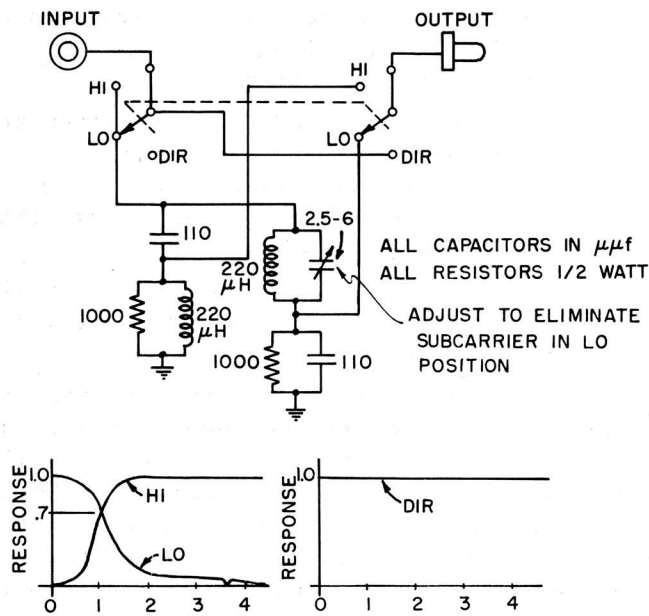 INPUT
OUTPUT
HI
HI
LO
LO
DIR
DIR
110
2.5-6
220
μH
1000
220
μH
1000
110
ALL CAPACITORS IN μμf
ALL RESISTORS 1/2 WATT
ADJUST TO ELIMINATE
SUBCARRIER IN LO
POSITION
RESPONSE
1.0
.7
0
1
2
3
4
HI
LO
RESPONSE
1.0
0
1
2
3
4
DIR